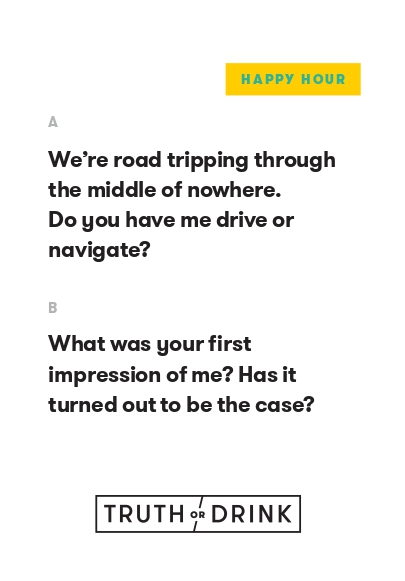 HAPPY HOUR
A
We’re road tripping through
the middle of nowhere.
Do you have me drive or
navigate?
B
What was your first
impression of me? Has it
turned out to be the case?
TRUTH OR DRINK